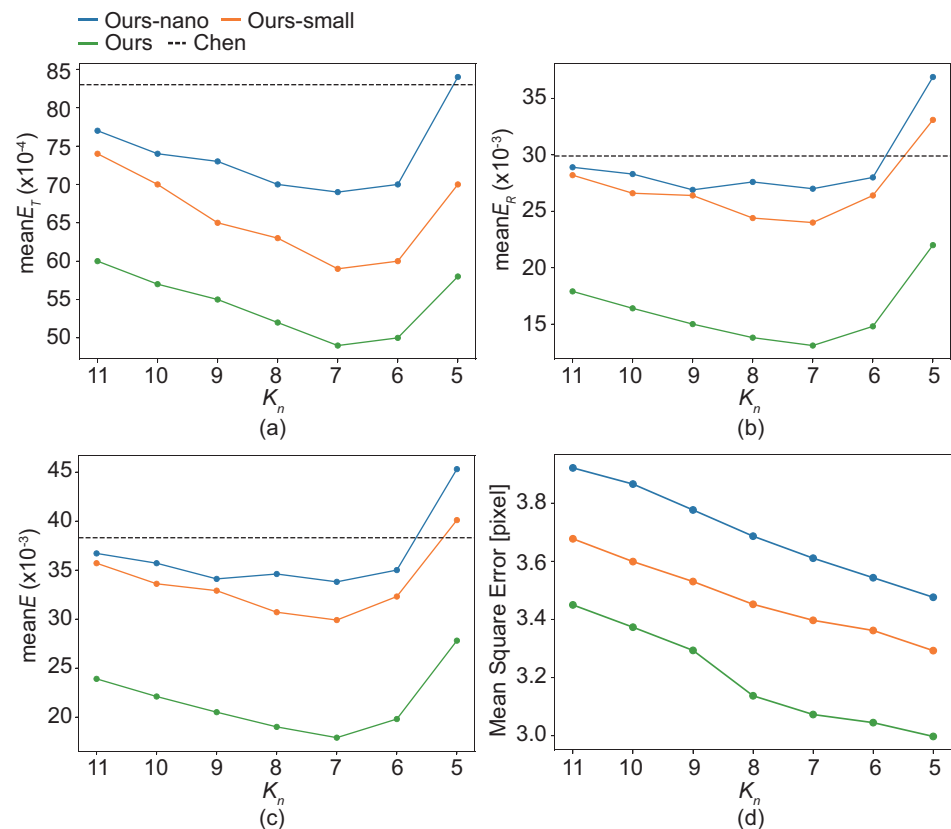 Ours-nano Ours-small
Ours Chen
85
80
75
70
65
60
55
50
meanE_T (x10^-4)
11 10 9 8 7 6 5
K_n
(a)
35
30
25
20
15
meanE_R (x10^-3)
11 10 9 8 7 6 5
K_n
(b)
45
40
35
30
25
20
meanE (x10^-3)
11 10 9 8 7 6 5
K_n
(c)
3.8
3.6
3.4
3.2
3.0
Mean Square Error [pixel]
11 10 9 8 7 6 5
K_n
(d)